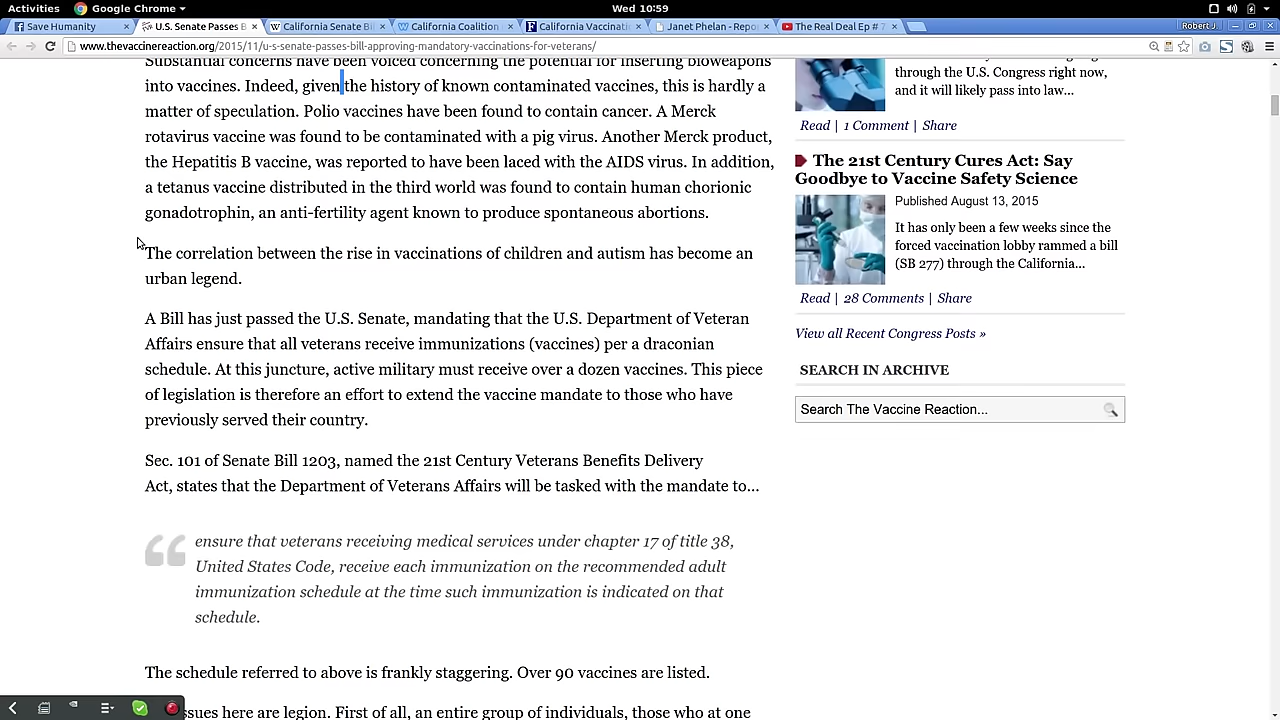 Activities
Google Chrome
Wed 10:59
Save Humanity
U.S. Senate Passes B
California Senate Bi
California Coalition
California Vaccinati
Janet Phelan - Repo
The Real Deal Ep # 7
Robert J.
www.thevaccinereaction.org/2015/11/u-s-senate-passes-bill-approving-mandatory-vaccinations-for-veterans/
Substantial concerns have been voiced concerning the potential for inserting bioweapons
into vaccines. Indeed, given the history of known contaminated vaccines, this is hardly a
matter of speculation. Polio vaccines have been found to contain cancer. A Merck
rotavirus vaccine was found to be contaminated with a pig virus. Another Merck product,
the Hepatitis B vaccine, was reported to have been laced with the AIDS virus. In addition,
a tetanus vaccine distributed in the third world was found to contain human chorionic
gonadotrophin, an anti-fertility agent known to produce spontaneous abortions.
The correlation between the rise in vaccinations of children and autism has become an
urban legend.
A Bill has just passed the U.S. Senate, mandating that the U.S. Department of Veteran
Affairs ensure that all veterans receive immunizations (vaccines) per a draconian
schedule. At this juncture, active military must receive over a dozen vaccines. This piece
of legislation is therefore an effort to extend the vaccine mandate to those who have
previously served their country.
Sec. 101 of Senate Bill 1203, named the 21st Century Veterans Benefits Delivery
Act, states that the Department of Veterans Affairs will be tasked with the mandate to...
ensure that veterans receiving medical services under chapter 17 of title 38,
United States Code, receive each immunization on the recommended adult
immunization schedule at the time such immunization is indicated on that
schedule.
The schedule referred to above is frankly staggering. Over 90 vaccines are listed.
ssues here are legion. First of all, an entire group of individuals, those who at one
through the U.S. Congress right now,
and it will likely pass into law...
Read | 1 Comment | Share
The 21st Century Cures Act: Say
Goodbye to Vaccine Safety Science
Published August 13, 2015
It has only been a few weeks since the
forced vaccination lobby rammed a bill
(SB 277) through the California...
Read | 28 Comments | Share
View all Recent Congress Posts »
SEARCH IN ARCHIVE
Search The Vaccine Reaction...